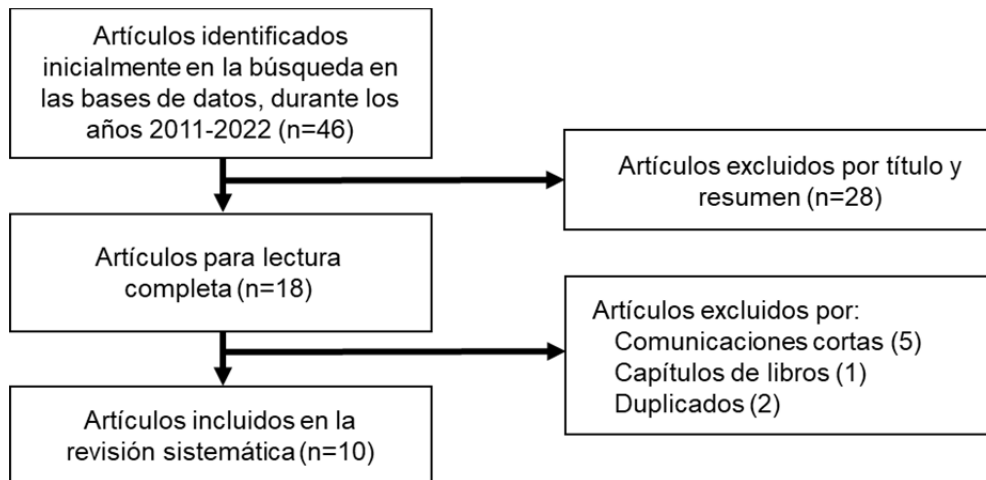 Artículos identificados
inicialmente en la búsqueda en
las bases de datos, durante los
años 2011-2022 (n=46)
Artículos excluidos por título y
resumen (n=28)
Artículos para lectura
completa (n=18)
Artículos excluidos por:
Comunicaciones cortas (5)
Capítulos de libros (1)
Duplicados (2)
Artículos incluidos en la
revisión sistemática (n=10)